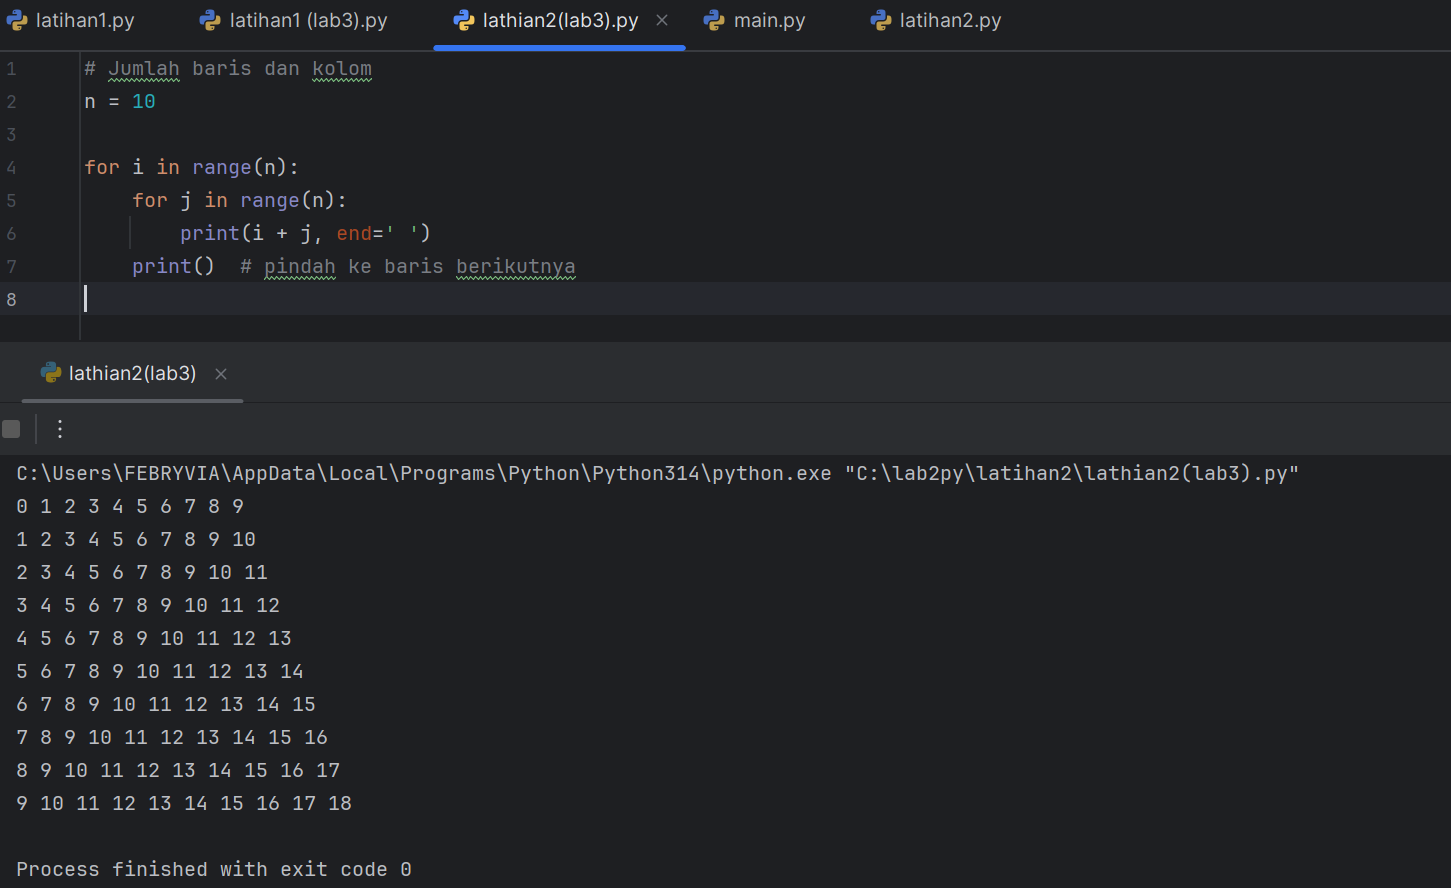 latihan1.py latihan1 (lab3).py lathian2(lab3).py main.py latihan2.py
1 # Jumlah baris dan kolom
2 n = 10
3
4 for i in range(n):
5     for j in range(n):
6         print(i + j, end=' ')
7     print()  # pindah ke baris berikutnya
8
lathian2(lab3)
C:\Users\FEBRYVIA\AppData\Local\Programs\Python\Python314\python.exe "C:\lab2py\latihan2\lathian2(lab3).py"
0 1 2 3 4 5 6 7 8 9
1 2 3 4 5 6 7 8 9 10
2 3 4 5 6 7 8 9 10 11
3 4 5 6 7 8 9 10 11 12
4 5 6 7 8 9 10 11 12 13
5 6 7 8 9 10 11 12 13 14
6 7 8 9 10 11 12 13 14 15
7 8 9 10 11 12 13 14 15 16
8 9 10 11 12 13 14 15 16 17
9 10 11 12 13 14 15 16 17 18
Process finished with exit code 0